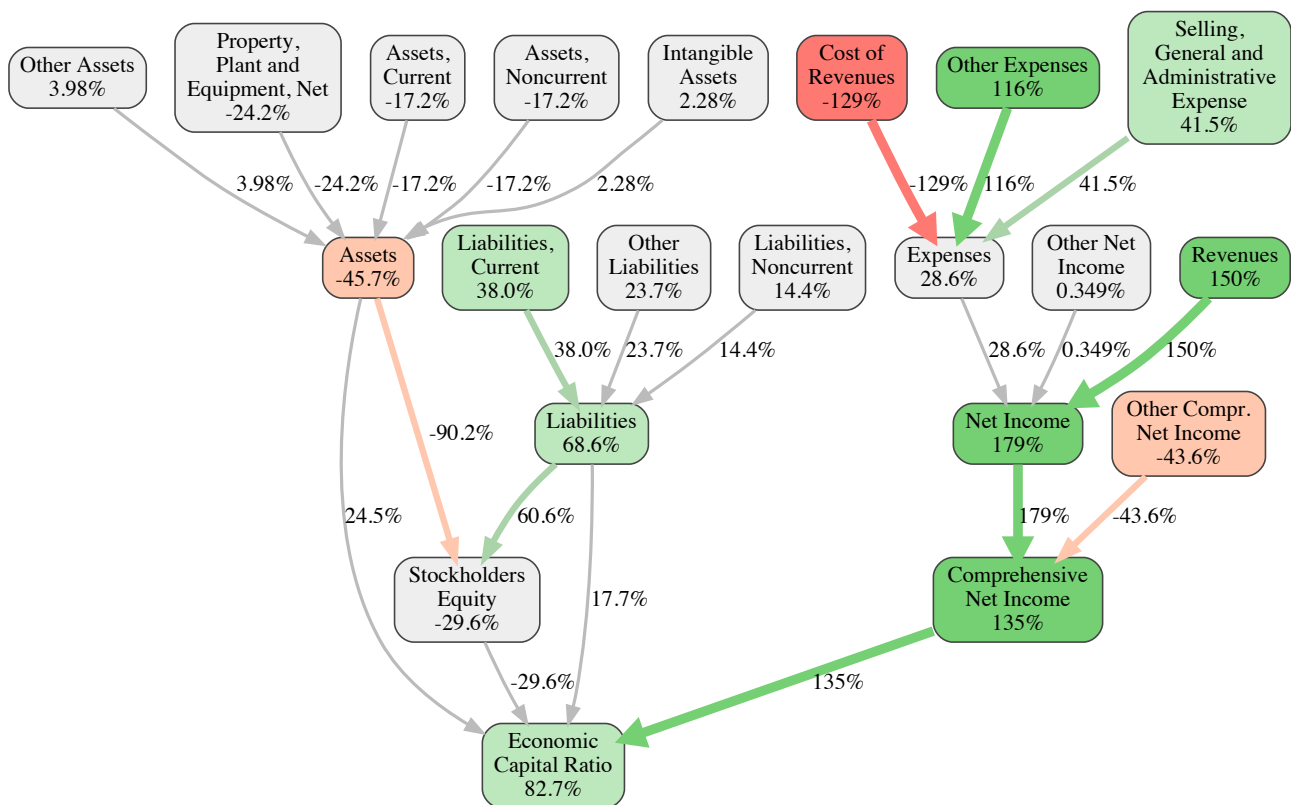 Other Assets
3.98%
Property,
Plant and
Equipment, Net
-24.2%
Assets,
Current
-17.2%
Assets,
Noncurrent
-17.2%
Intangible
Assets
2.28%
Cost of
Revenues
-129%
Other Expenses
116%
Selling,
General and
Administrative
Expense
41.5%
3.98%
-24.2%
-17.2%
-17.2%
2.28%
-129%
116%
41.5%
Assets
-45.7%
Liabilities,
Current
38.0%
Other
Liabilities
23.7%
Liabilities,
Noncurrent
14.4%
Expenses
28.6%
Other Net
Income
0.349%
Revenues
150%
38.0%
23.7%
14.4%
28.6%
0.349%
150%
-90.2%
Liabilities
68.6%
Net Income
179%
Other Compr.
Net Income
-43.6%
24.5%
60.6%
179%
-43.6%
Stockholders
Equity
-29.6%
17.7%
Comprehensive
Net Income
135%
-29.6%
135%
Economic
Capital Ratio
82.7%